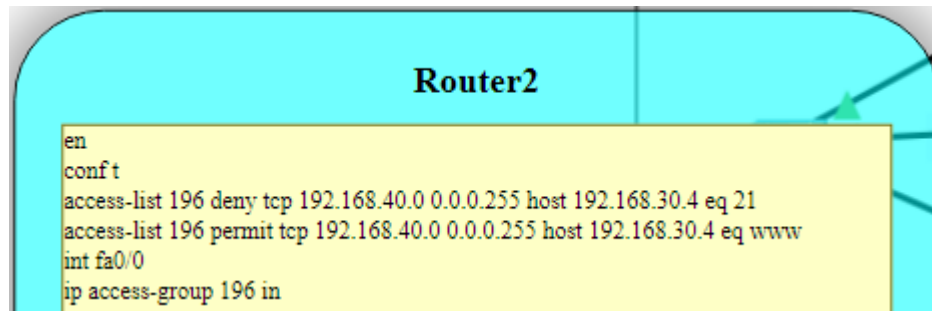 Router2
en
conf t
access-list 196 deny tcp 192.168.40.0 0.0.0.255 host 192.168.30.4 eq 21
access-list 196 permit tcp 192.168.40.0 0.0.0.255 host 192.168.30.4 eq www
int fa0/0
ip access-group 196 in